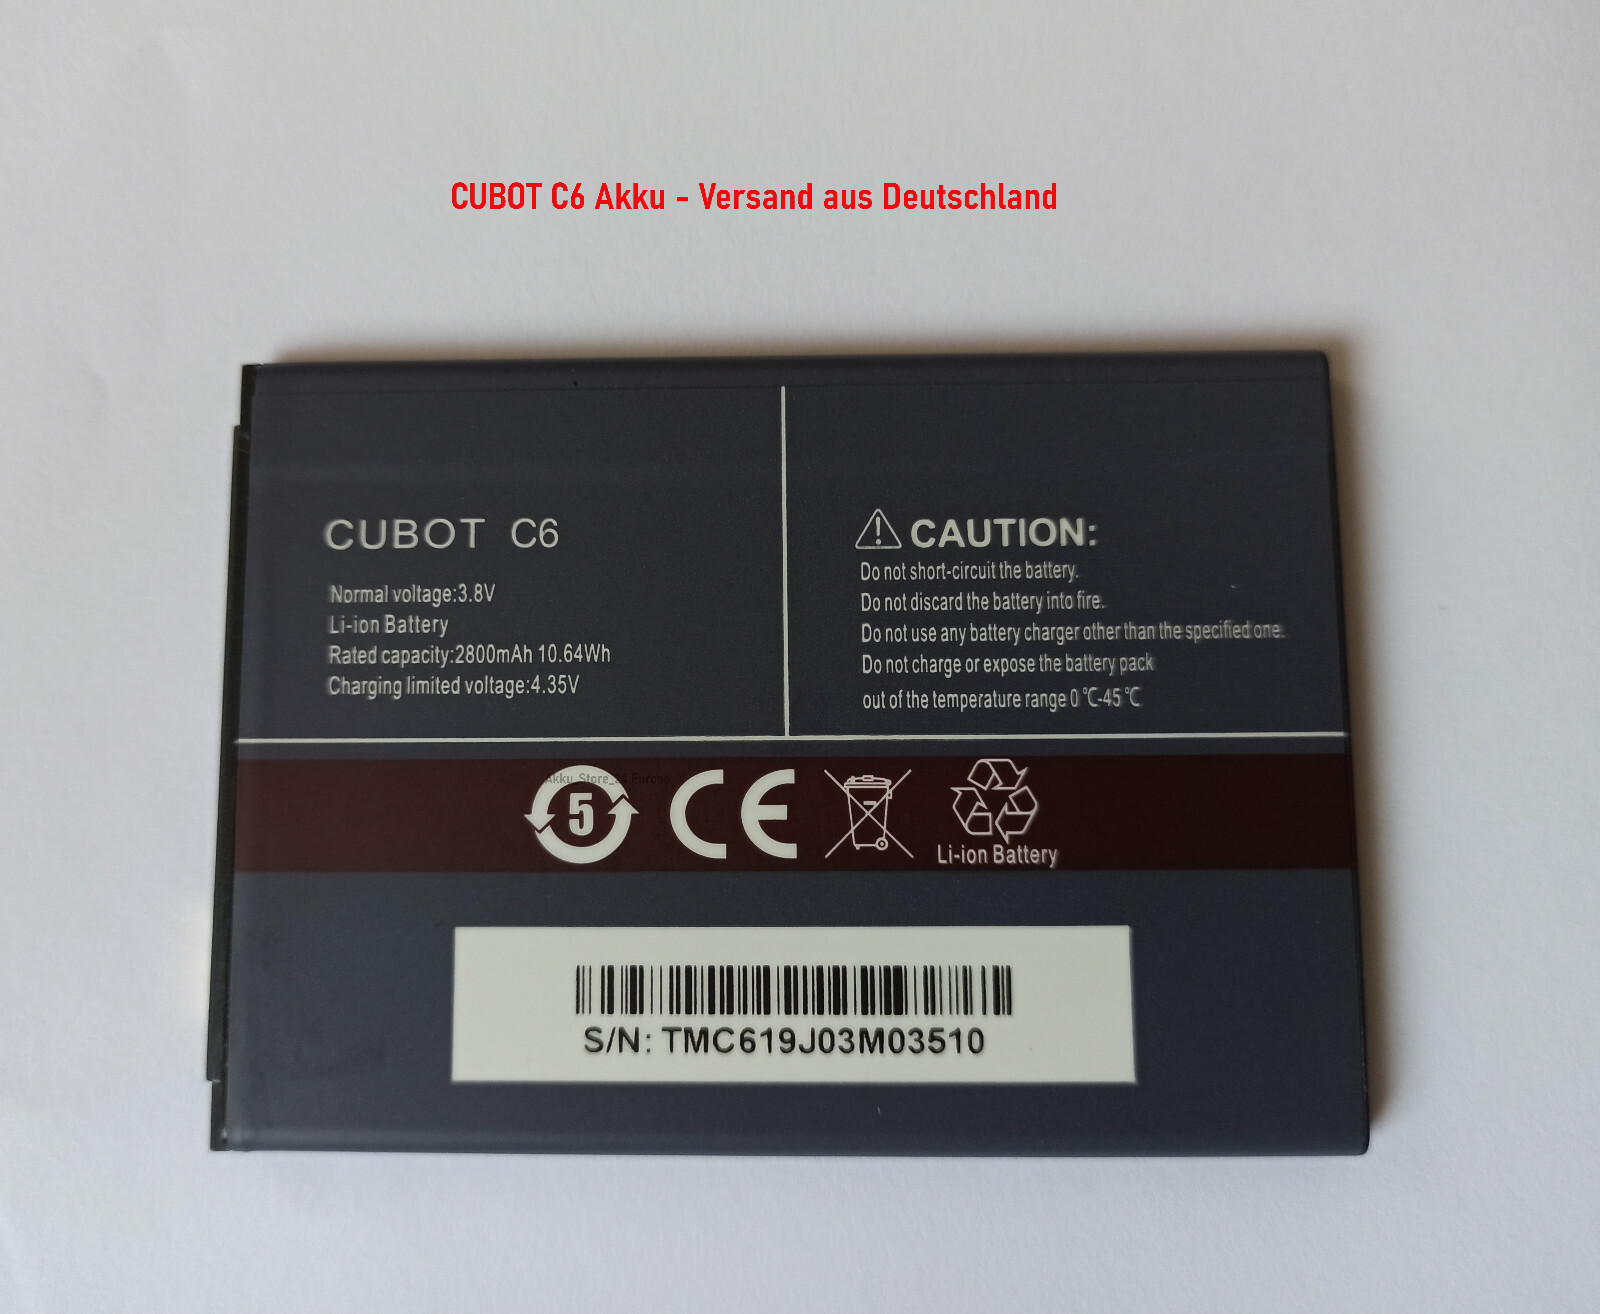 CUBOT C6 Akku - Versand aus Deutschland
CUBOT C6
Normal voltage:3.8V
Li-ion Battery
Rated capacity:2800mAh 10.64Wh
Charging limited voltage:4.35V
CAUTION:
Do not short-circuit the battery.
Do not discard the battery into fire.
Do not use any battery charger other than the specified one.
Do not charge or expose the battery pack
out of the temperature range 0 ℃-45 ℃
Akku_Store_24 Europe
5
CE
Li-ion Battery
S/N: TMC619J03M03510